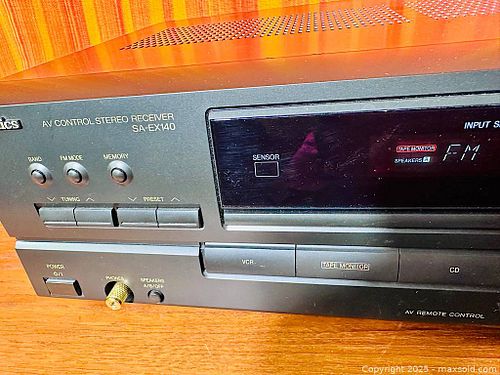 ics
AV CONTROL STEREO RECEIVER
SA-EX140
INPUT S
BAND
FM MODE
MEMORY
SENSOR
TAPE MONITOR
SPEAKERS A
FM
TUNING
PRESET
POWER
PHONES
SPEAKERS
A/B/OFF
VCR
TAPE MONITOR
CD
AV REMOTE CONTROL
Copyright 2025 - maxsold.com